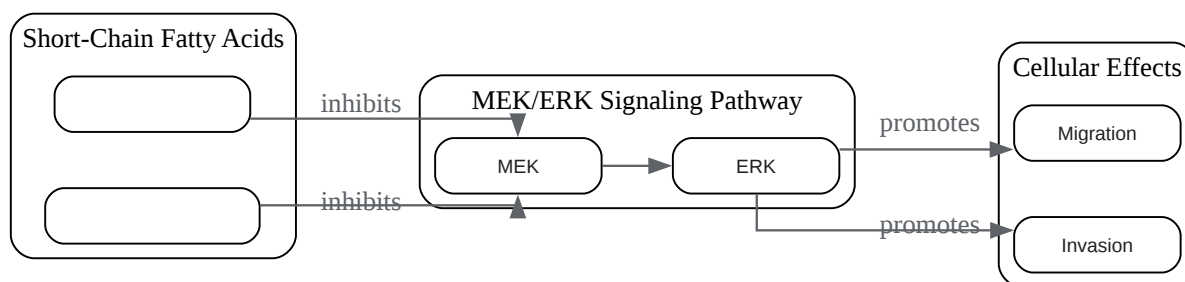 Short-Chain Fatty Acids
inhibits
inhibits
MEK/ERK Signaling Pathway
MEK
ERK
promotes
promotes
Cellular Effects
Migration
Invasion